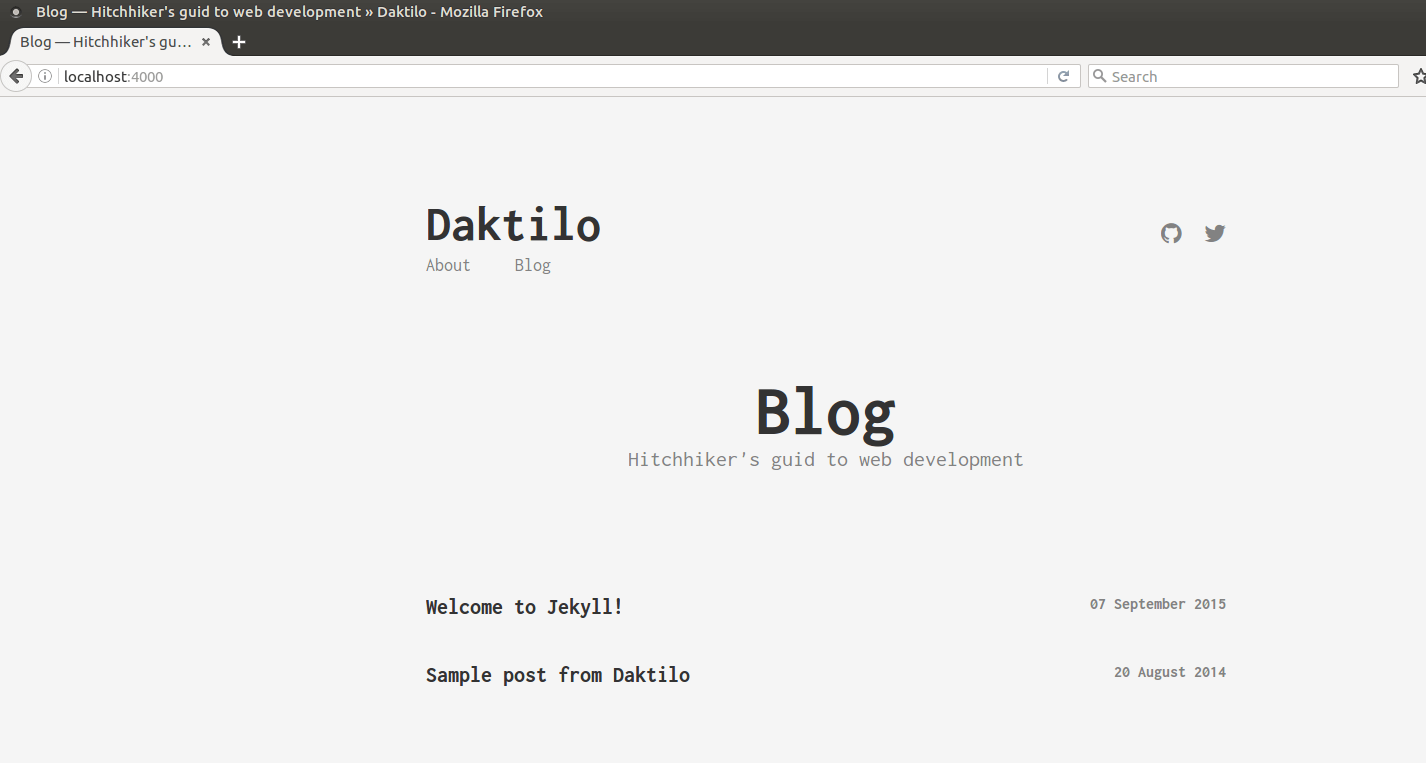 Blog — Hitchhiker's guid to web development » Daktilo - Mozilla Firefox
Blog — Hitchhiker's gu...
localhost:4000
Search
Daktilo
About Blog
Blog
Hitchhiker's guid to web development
Welcome to Jekyll! 07 September 2015
Sample post from Daktilo 20 August 2014